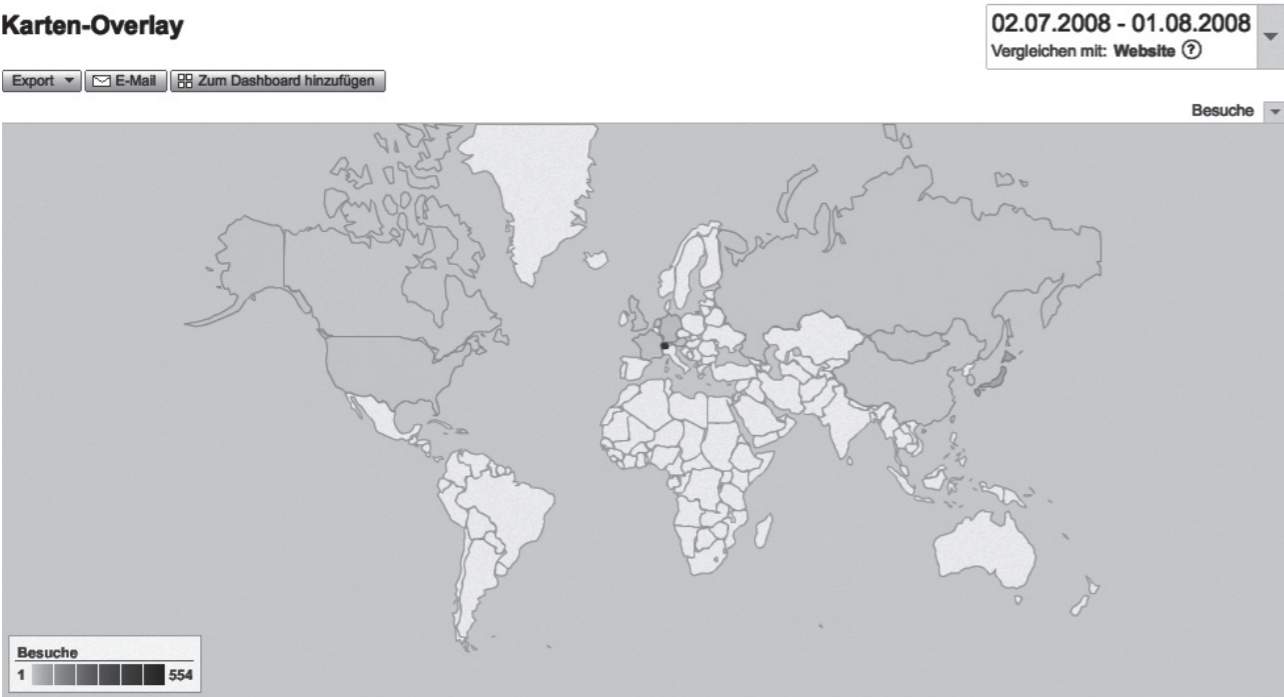 Karten-Overlay
02.07.2008 - 01.08.2008
Vergleichen mit: Website ?
Export
E-Mail
Zum Dashboard hinzufügen
Besuche
Besuche
1 554